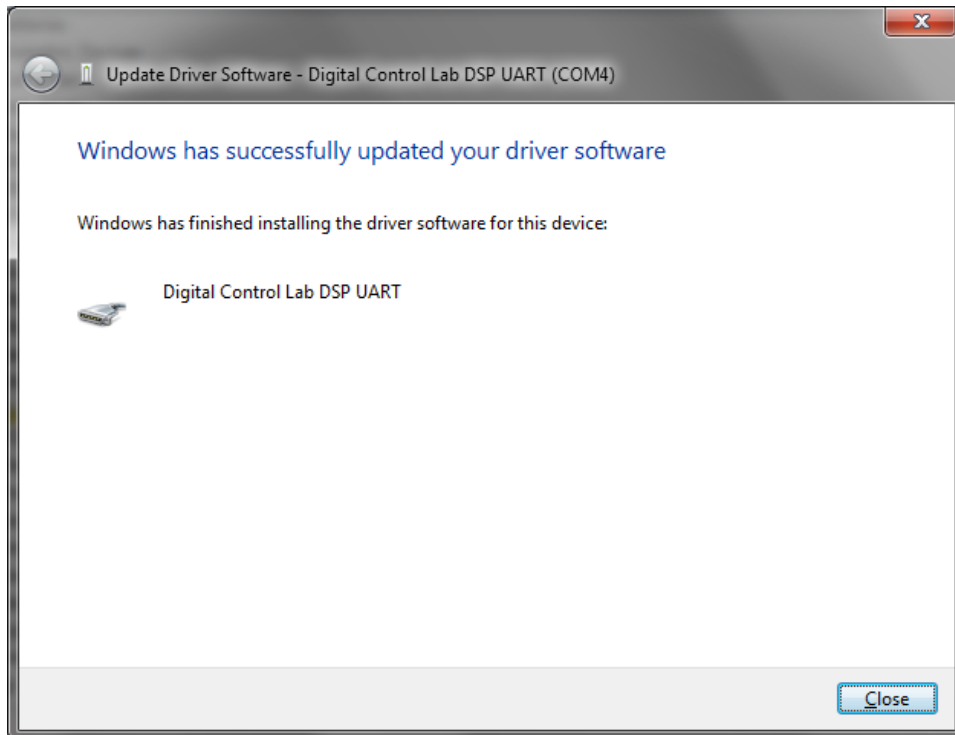 Update Driver Software - Digital Control Lab DSP UART (COM4)
Windows has successfully updated your driver software
Windows has finished installing the driver software for this device:
Digital Control Lab DSP UART
Close